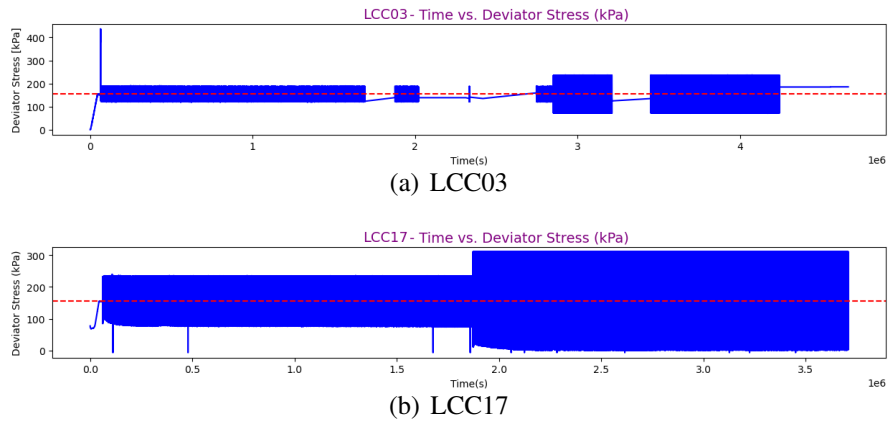 LCC03 - Time vs. Deviator Stress (kPa)
Deviator Stress [kPa]
400
300
200
100
0
0 1 2 3 4
1e6
Time(s)
(a) LCC03
LCC17 - Time vs. Deviator Stress (kPa)
Deviator Stress (kPa)
300
200
100
0
0.0 0.5 1.0 1.5 2.0 2.5 3.0 3.5
1e6
Time(s)
(b) LCC17